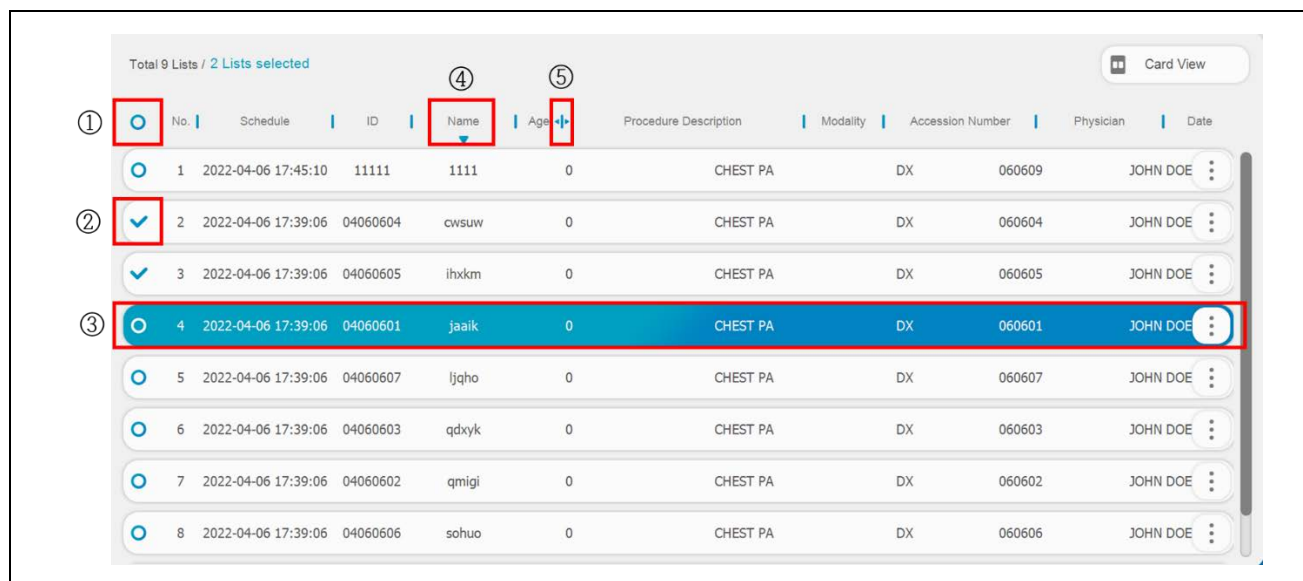 Total 9 Lists / 2 Lists selected
Card View
④ ⑤
① No. Schedule ID Name Age Procedure Description Modality Accession Number Physician Date
1 2022-04-06 17:45:10 11111 1111 0 CHEST PA DX 060609 JOHN DOE
② 2 2022-04-06 17:39:06 04060604 cwsuw 0 CHEST PA DX 060604 JOHN DOE
3 2022-04-06 17:39:06 04060605 ihxkm 0 CHEST PA DX 060605 JOHN DOE
③ 4 2022-04-06 17:39:06 04060601 jaaik 0 CHEST PA DX 060601 JOHN DOE
5 2022-04-06 17:39:06 04060607 ljqho 0 CHEST PA DX 060607 JOHN DOE
6 2022-04-06 17:39:06 04060603 qdxyk 0 CHEST PA DX 060603 JOHN DOE
7 2022-04-06 17:39:06 04060602 qmigi 0 CHEST PA DX 060602 JOHN DOE
8 2022-04-06 17:39:06 04060606 sohuo 0 CHEST PA DX 060606 JOHN DOE